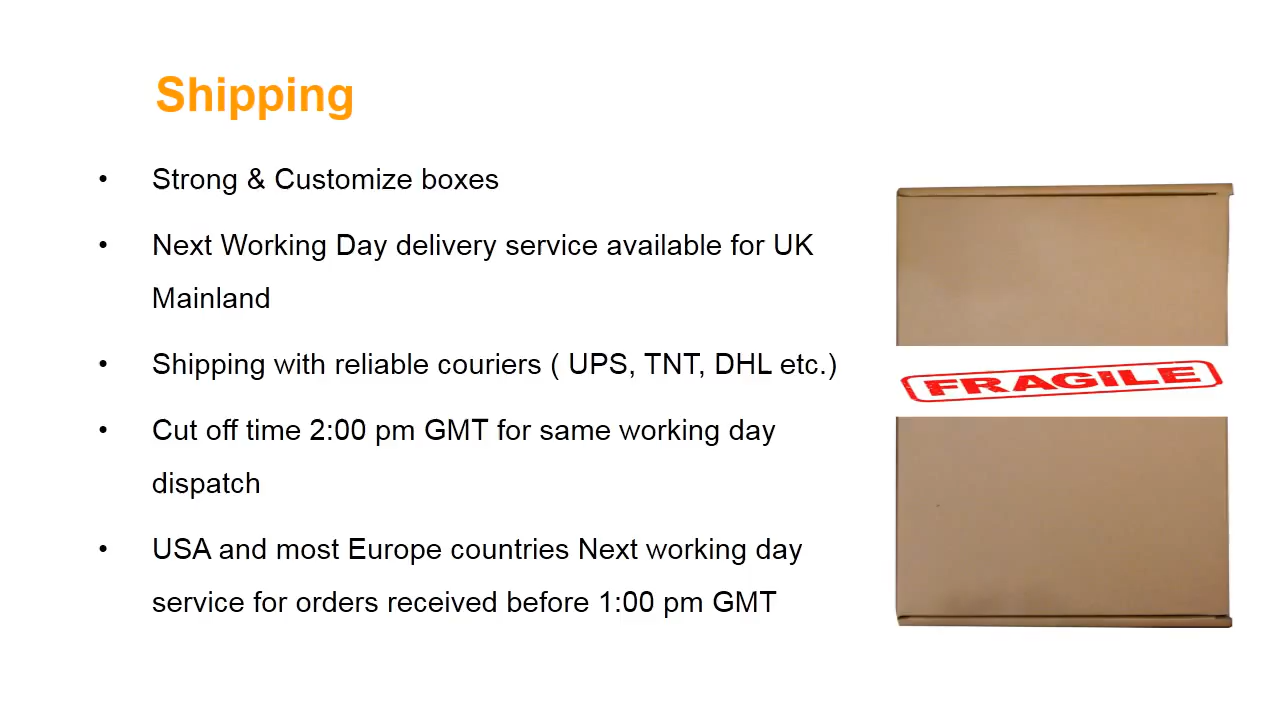 Shipping
• Strong & Customize boxes
• Next Working Day delivery service available for UK
Mainland
• Shipping with reliable couriers ( UPS, TNT, DHL etc.)
• Cut off time 2:00 pm GMT for same working day
dispatch
• USA and most Europe countries Next working day
service for orders received before 1:00 pm GMT
FRAGILE